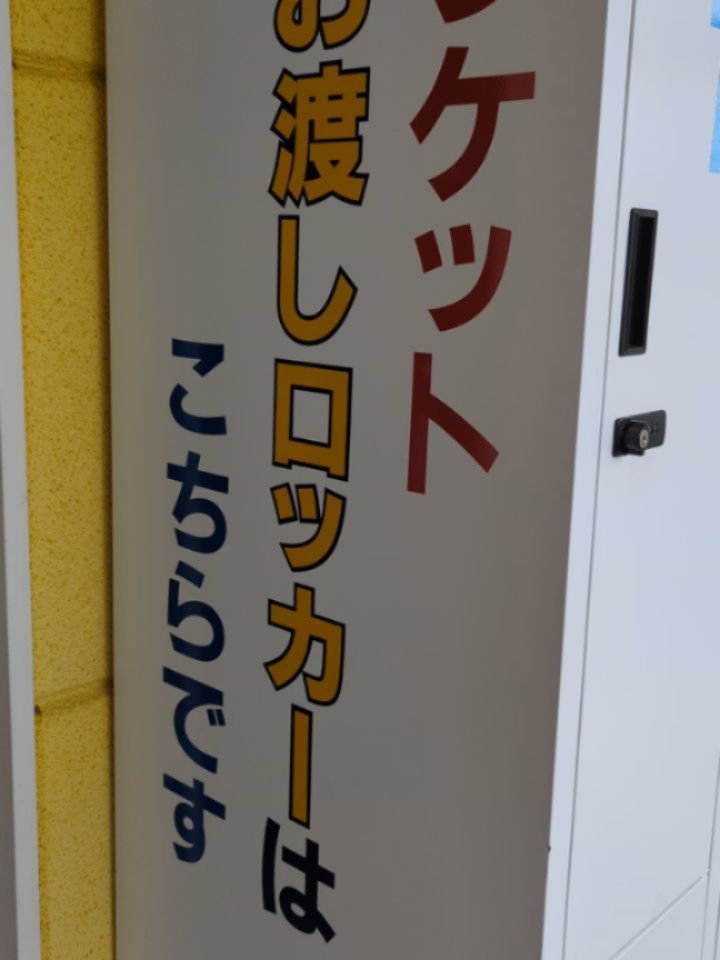 ケット
お渡しロッカーは
こちらです